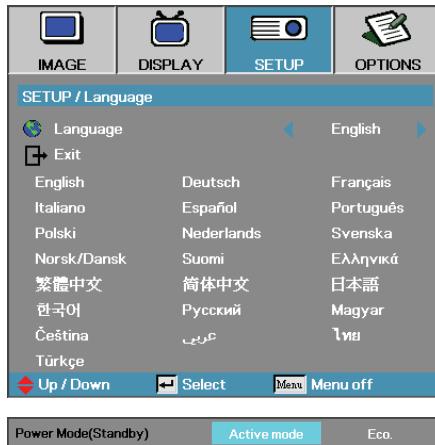 IMAGE DISPLAY SETUP OPTIONS
SETUP / Language
Language English
Exit
English Deutsch Français
Italiano Español Português
Polski Nederlands Svenska
Norsk/Dansk Suomi Ελληνικά
繁體中文 简体中文 日本語
한국어 Русский Magyar
Čeština عربي ไทย
Türkçe
Up / Down Select Menu Menu off
Power Mode(Standby) Active mode Eco.